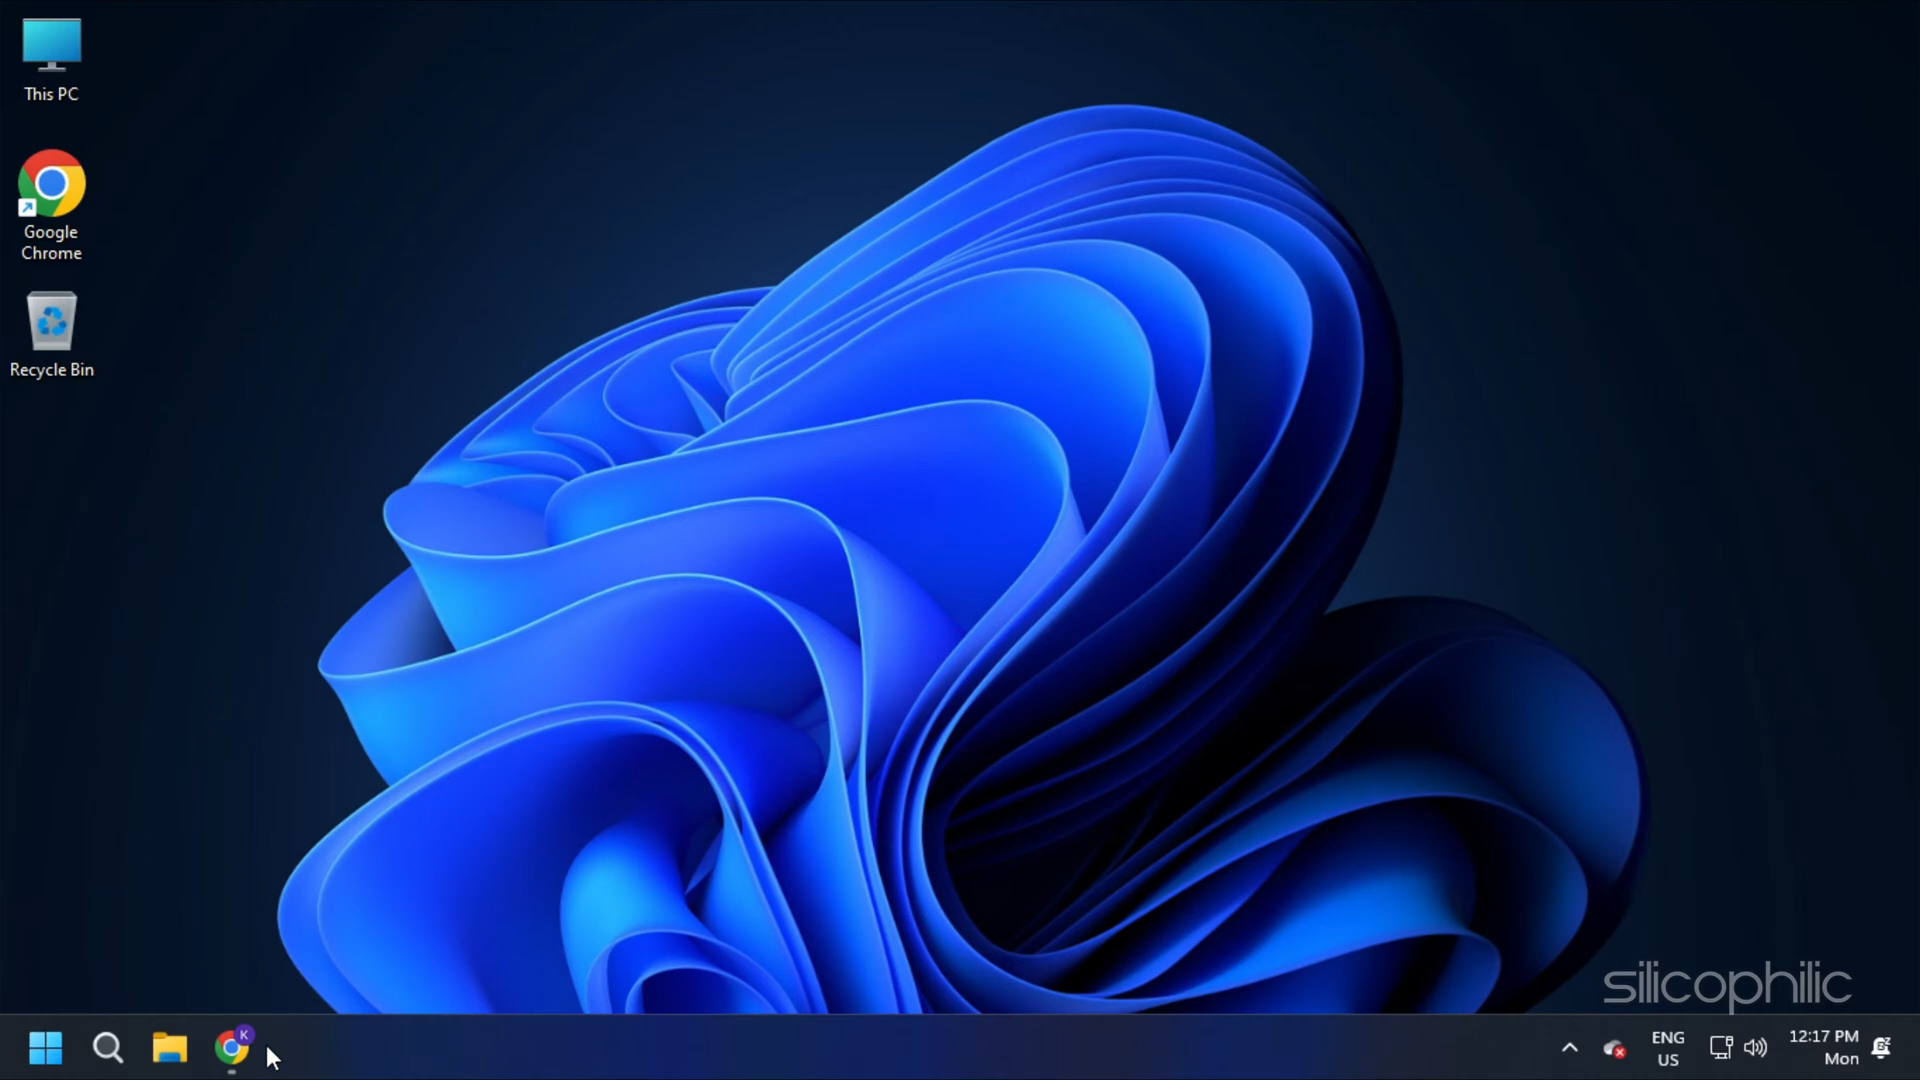 This PC
Google
Chrome
Recycle Bin
silicophilic
K
ENG
US
12:17 PM
Mon